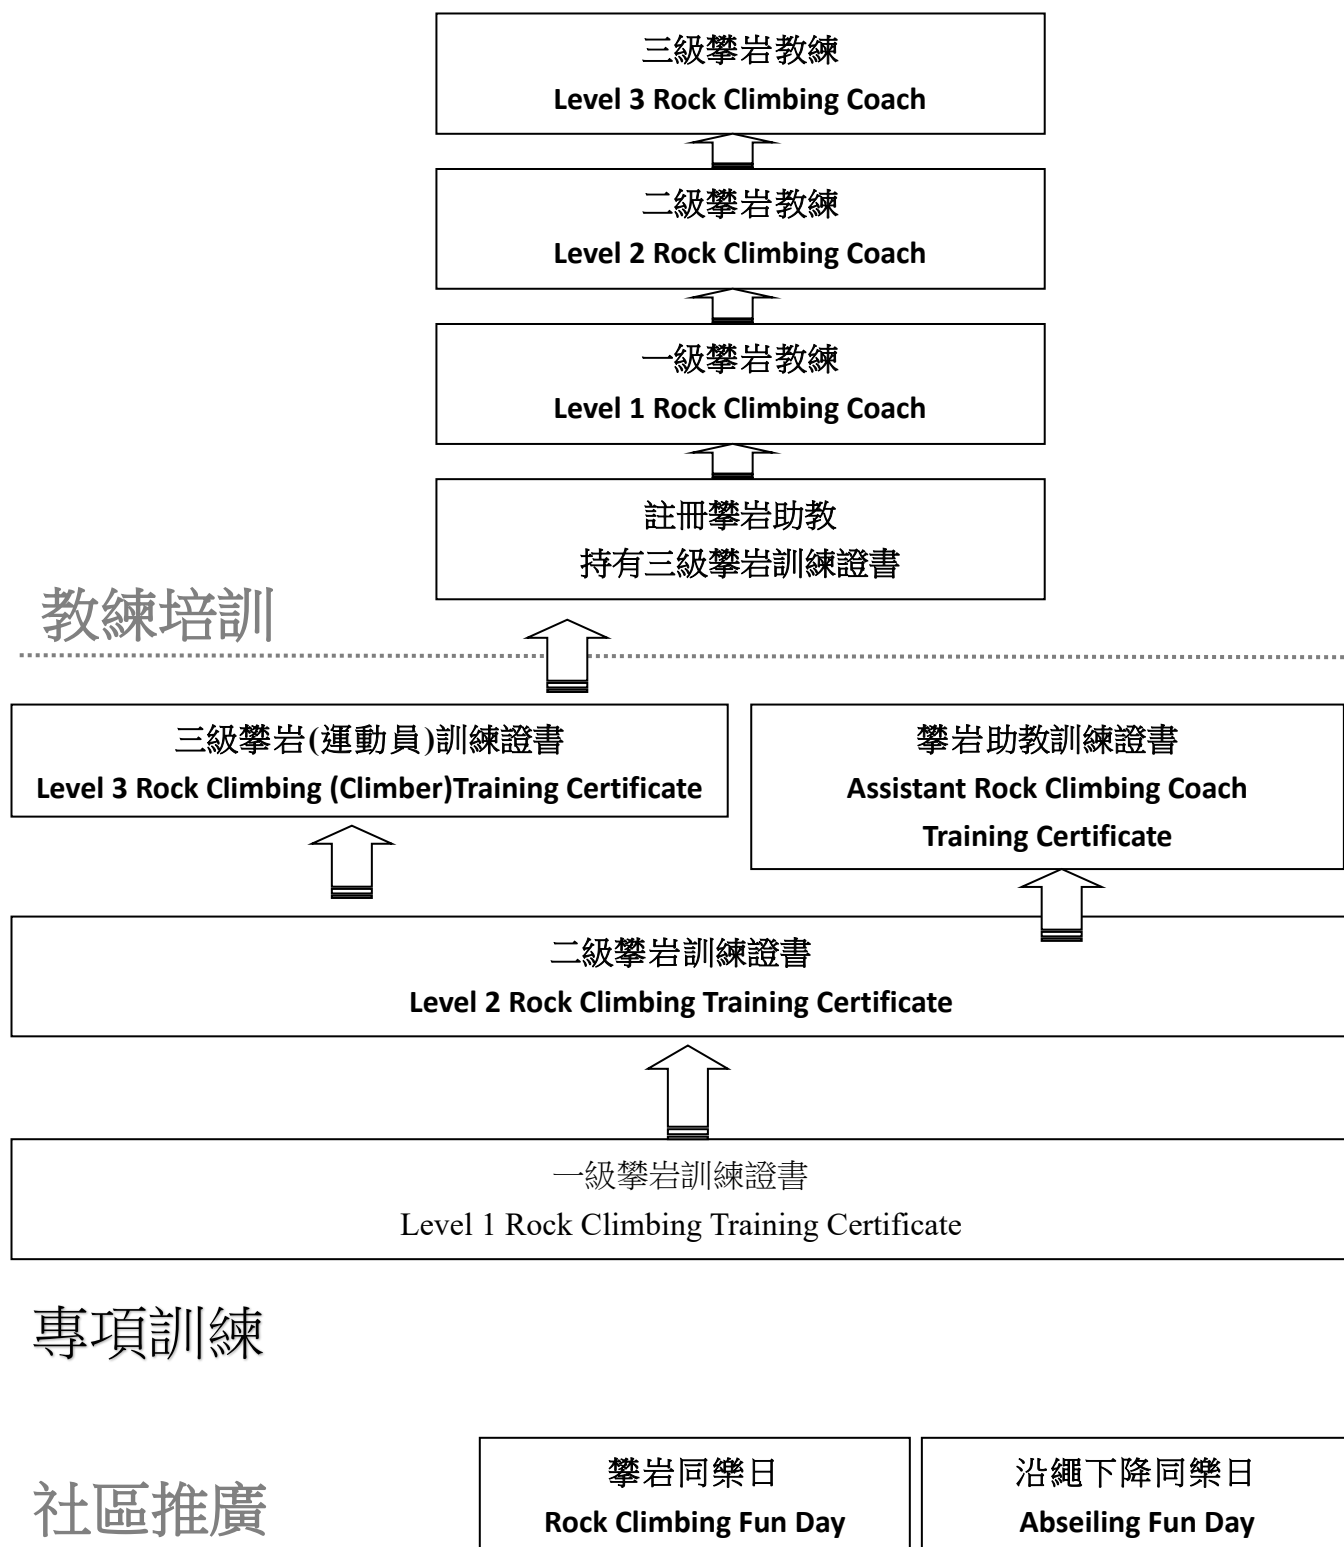 三級攀岩教練
Level 3 Rock Climbing Coach
二級攀岩教練
Level 2 Rock Climbing Coach
一級攀岩教練
Level 1 Rock Climbing Coach
註冊攀岩助教
持有三級攀岩訓練證書
教練培訓
三級攀岩(運動員)訓練證書
Level 3 Rock Climbing (Climber)Training Certificate
攀岩助教訓練證書
Assistant Rock Climbing Coach
Training Certificate
二級攀岩訓練證書
Level 2 Rock Climbing Training Certificate
一級攀岩訓練證書
Level 1 Rock Climbing Training Certificate
專項訓練
社區推廣
攀岩同樂日
Rock Climbing Fun Day
沿繩下降同樂日
Abseiling Fun Day